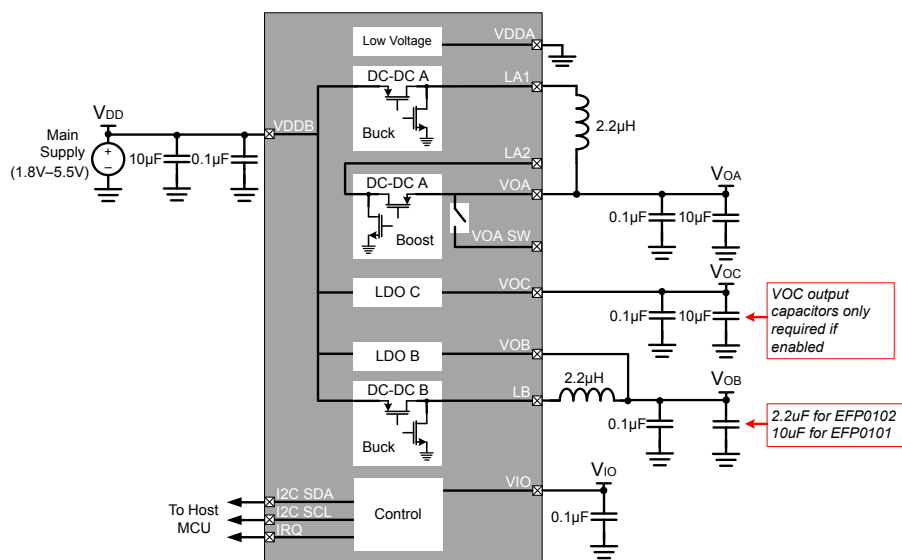 Low Voltage
VDDA
DC-DC A
Buck
LA1
2.2µH
VDD
VDDB
Main
Supply
(1.8V–5.5V)
10µF
0.1µF
LA2
DC-DC A
Boost
VOA
VOA
VOA SW
0.1µF
10µF
LDO C
VOC
VOC
0.1µF
10µF
VOC output
capacitors only
required if
enabled
LDO B
VOB
DC-DC B
Buck
LB
2.2µH
VOB
0.1µF
2.2uF for EFP0102
10uF for EFP0101
Control
VIO
VIO
0.1µF
I2C SDA
I2C SCL
IRQ
To Host
MCU